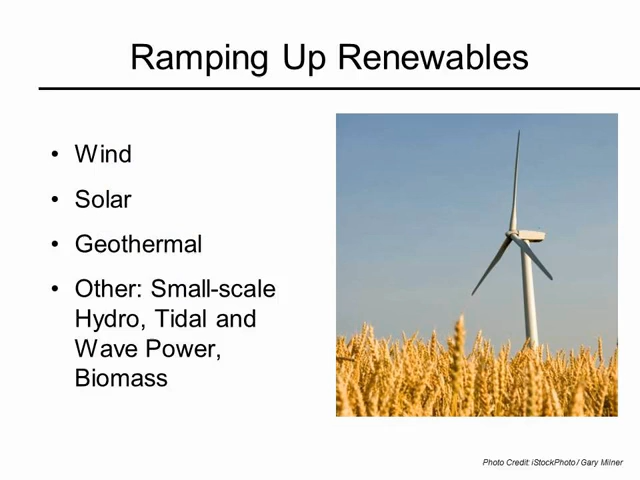 Ramping Up Renewables
• Wind
• Solar
• Geothermal
• Other: Small-scale
Hydro, Tidal and
Wave Power,
Biomass
Photo Credit: iStockPhoto / Gary Milner